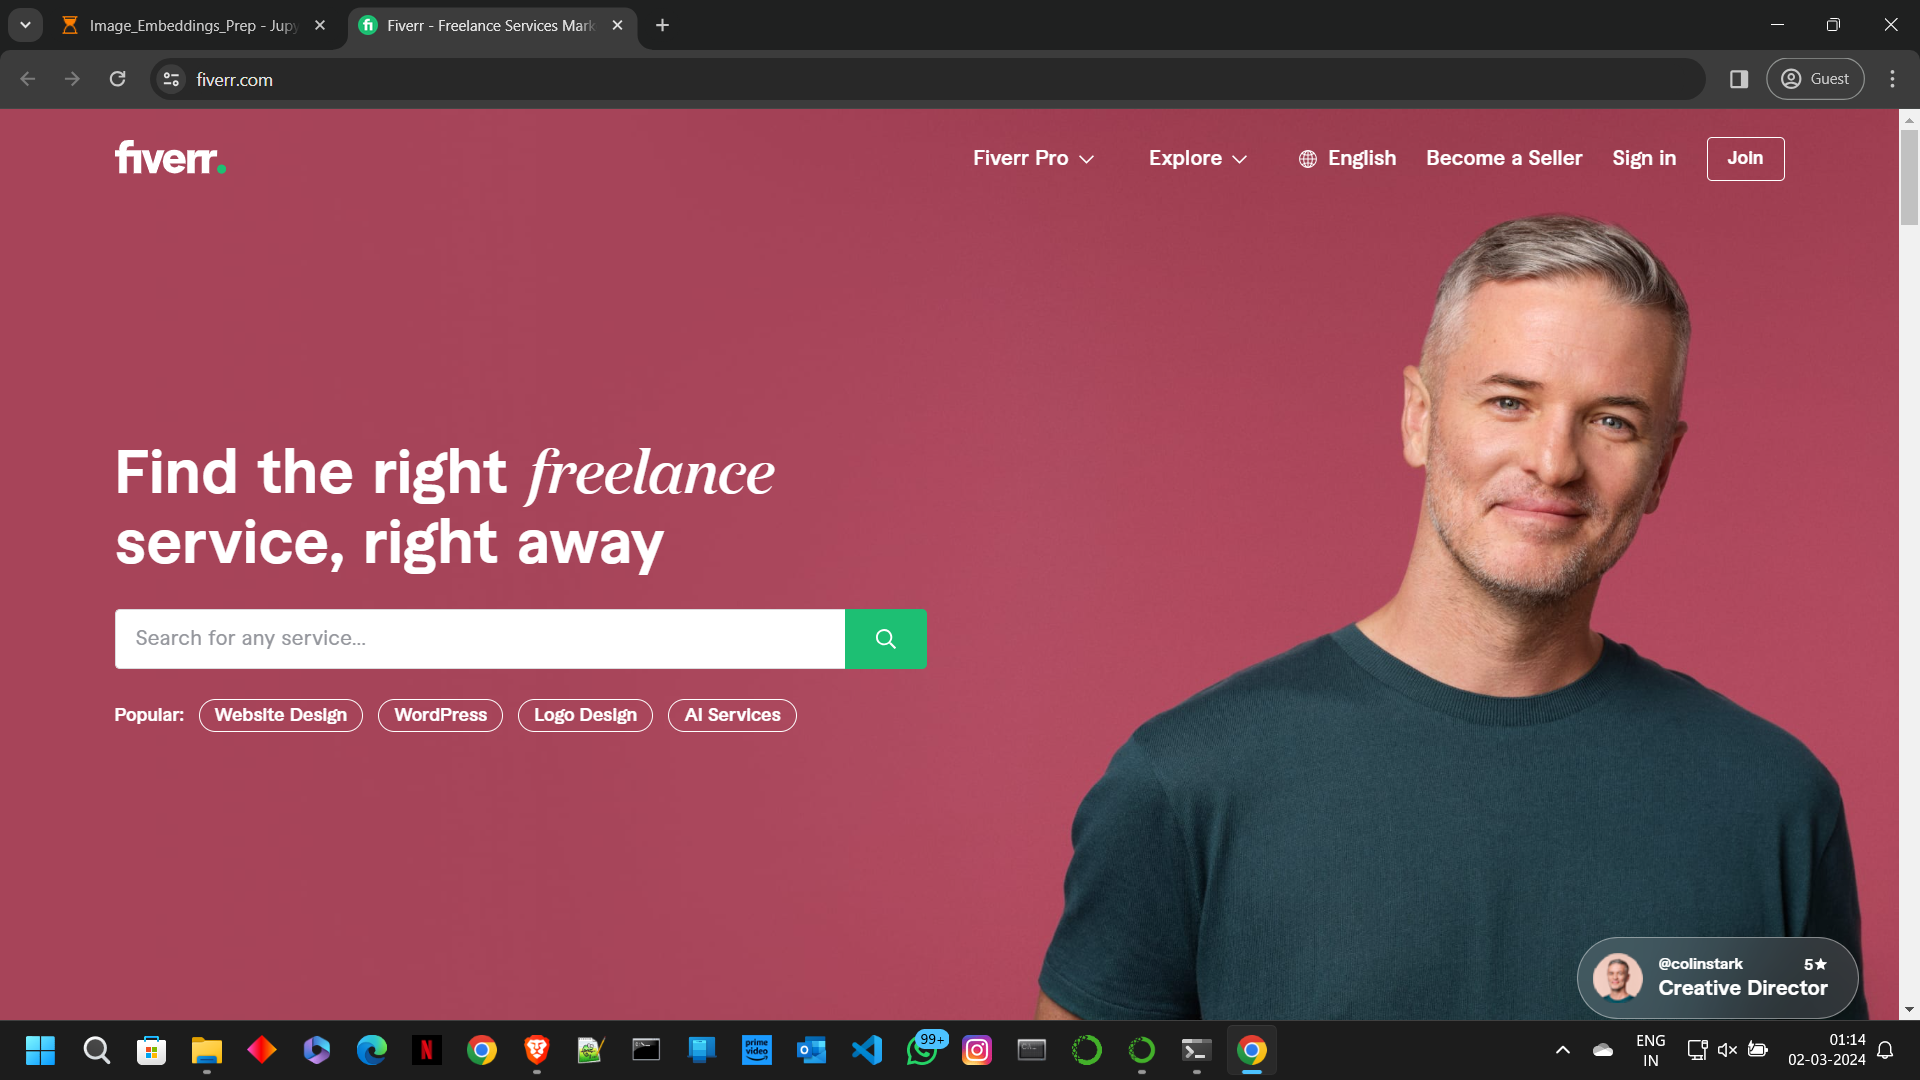 Image_Embeddings_Prep - Jupy
Fiverr - Freelance Services Mark
fiverr.com
Guest
fiverr.
Fiverr Pro
Explore
English
Become a Seller
Sign in
Join
Find the right freelance
service, right away
Search for any service...
Popular:
Website Design
WordPress
Logo Design
AI Services
@colinstark
5★
Creative Director
prime
video
99+
ENG
IN
01:14
02-03-2024